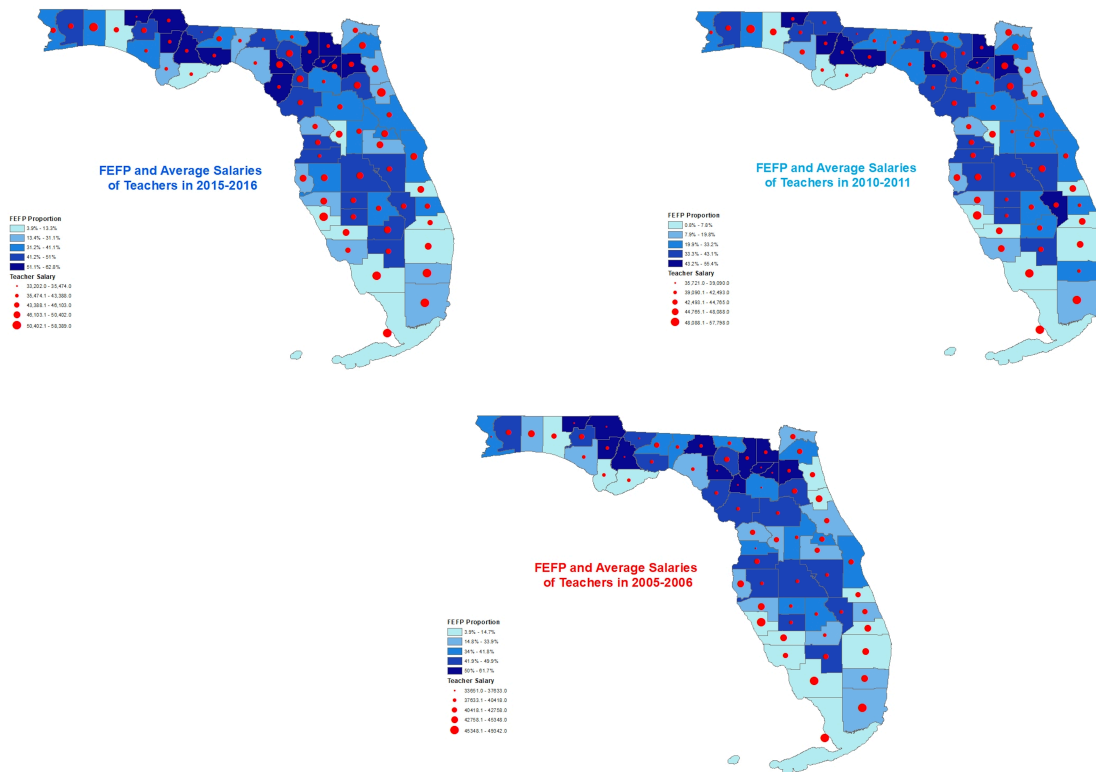 FEFP and Average Salaries
of Teachers in 2015-2016
FEFP Proportion
3.9% - 13.3%
13.4% - 31.1%
31.2% - 41.1%
41.2% - 51%
51.1% - 62.8%
Teacher Salary
33,202.0 - 35,474.0
35,474.1 - 43,388.0
43,388.1 - 46,103.0
46,103.1 - 50,402.0
50,402.1 - 58,389.0
FEFP and Average Salaries
of Teachers in 2010-2011
FEFP Proportion
0.8% - 7.8%
7.9% - 19.8%
19.9% - 33.2%
33.3% - 43.1%
43.2% - 55.4%
Teacher Salary
35,721.0 - 39,090.0
39,090.1 - 42,493.0
42,493.1 - 44,765.0
44,765.1 - 48,088.0
48,088.1 - 57,796.0
FEFP and Average Salaries
of Teachers in 2005-2006
FEFP Proportion
3.9% - 14.7%
14.8% - 33.9%
34% - 41.8%
41.9% - 49.9%
50% - 61.7%
Teacher Salary
33651.0 - 37633.0
37633.1 - 40418.0
40418.1 - 42758.0
42758.1 - 45348.0
45348.1 - 49342.0